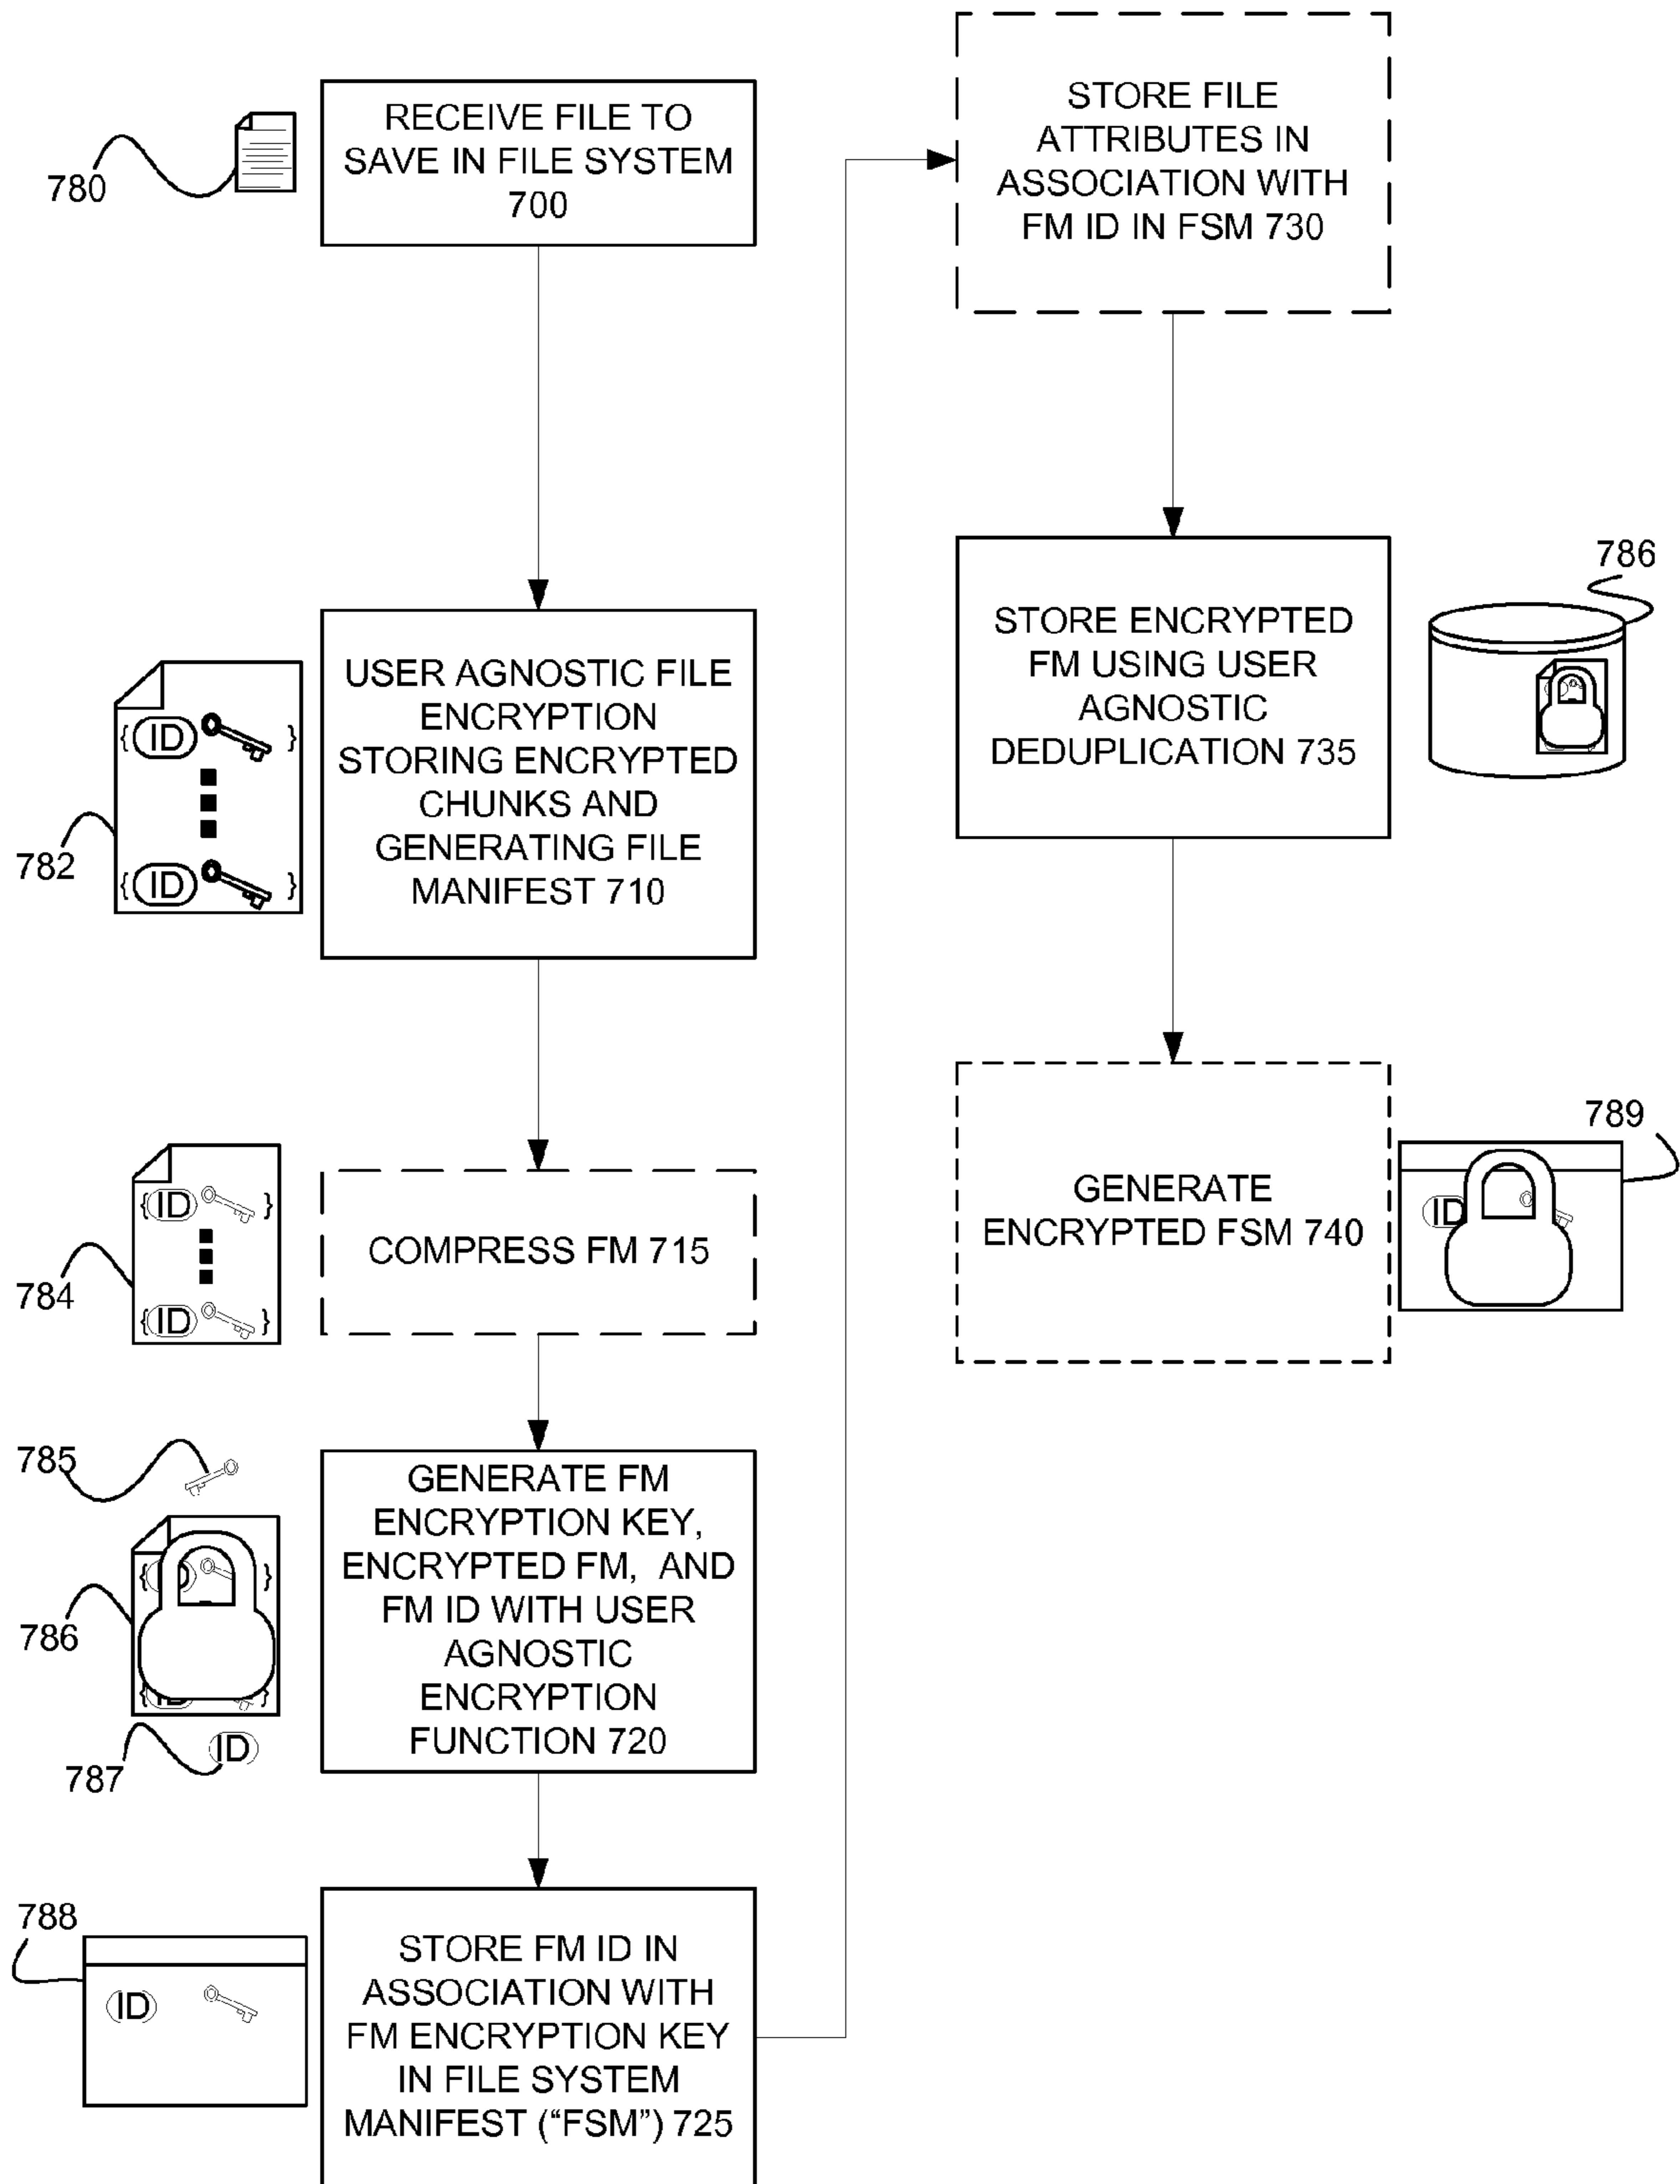 780
RECEIVE FILE TO
SAVE IN FILE SYSTEM
700
782
{ ID }
{ ID }
USER AGNOSTIC FILE
ENCRYPTION
STORING ENCRYPTED
CHUNKS AND
GENERATING FILE
MANIFEST 710
784
{ ID }
{ ID }
COMPRESS FM 715
785
786
{ }
{ ID }
787
ID
GENERATE FM
ENCRYPTION KEY,
ENCRYPTED FM, AND
FM ID WITH USER
AGNOSTIC
ENCRYPTION
FUNCTION 720
788
ID
STORE FM ID IN
ASSOCIATION WITH
FM ENCRYPTION KEY
IN FILE SYSTEM
MANIFEST (“FSM”) 725
STORE FILE
ATTRIBUTES IN
ASSOCIATION WITH
FM ID IN FSM 730
STORE ENCRYPTED
FM USING USER
AGNOSTIC
DEDUPLICATION 735
786
GENERATE
ENCRYPTED FSM 740
789
ID